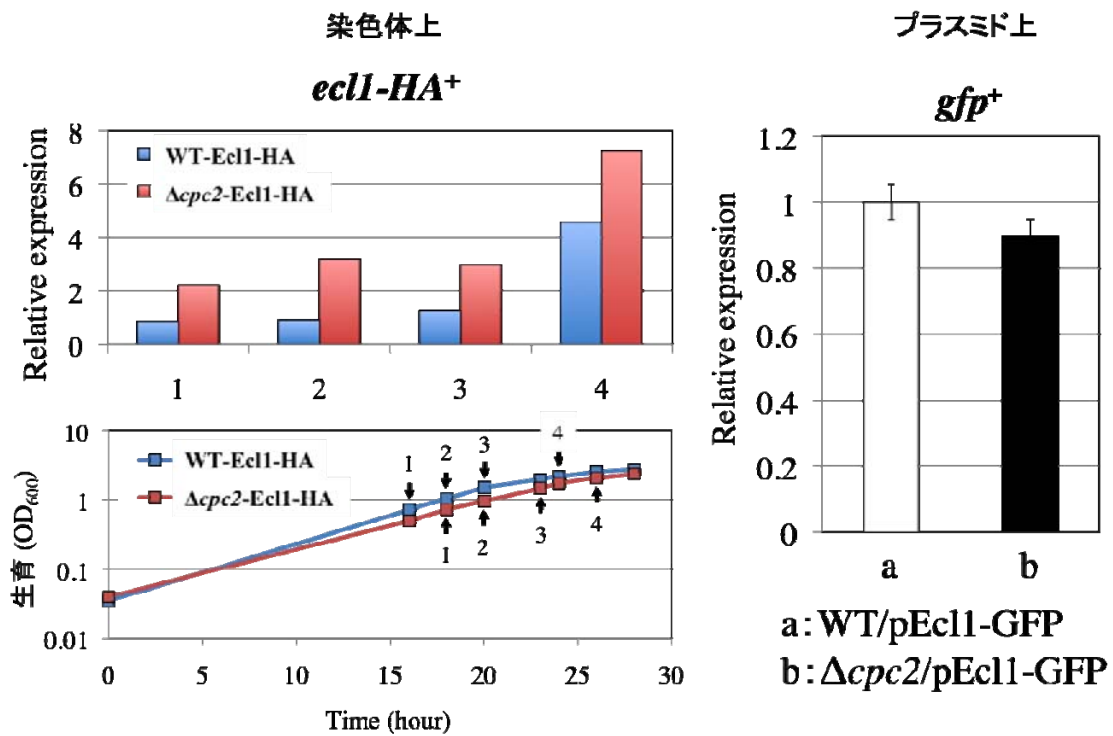 染色体上
ecl1-HA⁺
Relative expression
8
6
4
2
0
WT-Ecl1-HA
Δcpc2-Ecl1-HA
1 2 3 4
生育 (OD₆₀₀)
10
1
0.1
0.01
WT-Ecl1-HA
Δcpc2-Ecl1-HA
1 2 3 4
1 2 3 4
0 5 10 15 20 25 30
Time (hour)
プラスミド上
gfp⁺
Relative expression
1.2
1
0.8
0.6
0.4
0.2
0
a b
a:WT/pEcl1-GFP
b:Δcpc2/pEcl1-GFP